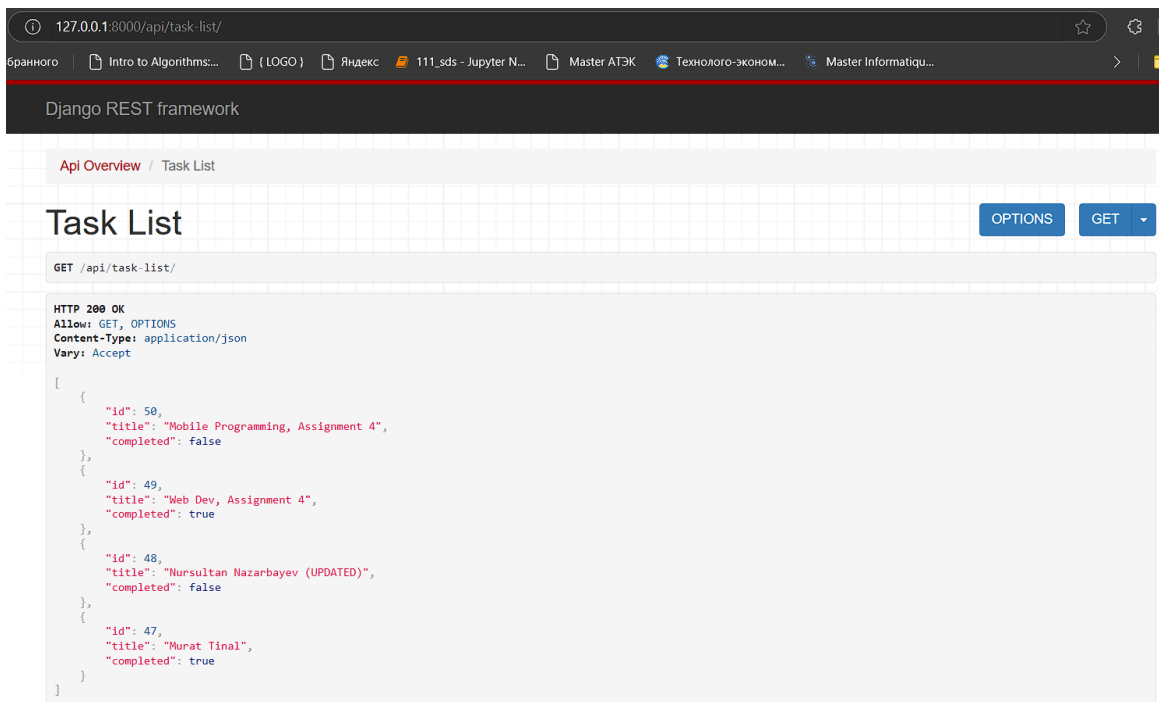 127.0.0.1:8000/api/task-list/
бранного Intro to Algorithms:... { LOGO } Яндекс 111_sds - Jupyter N... Master АТЭК Технолого-эконом... Master Informatiqu...
Django REST framework
Api Overview / Task List
Task List
OPTIONS GET
GET /api/task-list/
HTTP 200 OK
Allow: GET, OPTIONS
Content-Type: application/json
Vary: Accept
[
    {
        "id": 50,
        "title": "Mobile Programming, Assignment 4",
        "completed": false
    },
    {
        "id": 49,
        "title": "Web Dev, Assignment 4",
        "completed": true
    },
    {
        "id": 48,
        "title": "Nursultan Nazarbayev (UPDATED)",
        "completed": false
    },
    {
        "id": 47,
        "title": "Murat Tinal",
        "completed": true
    }
]